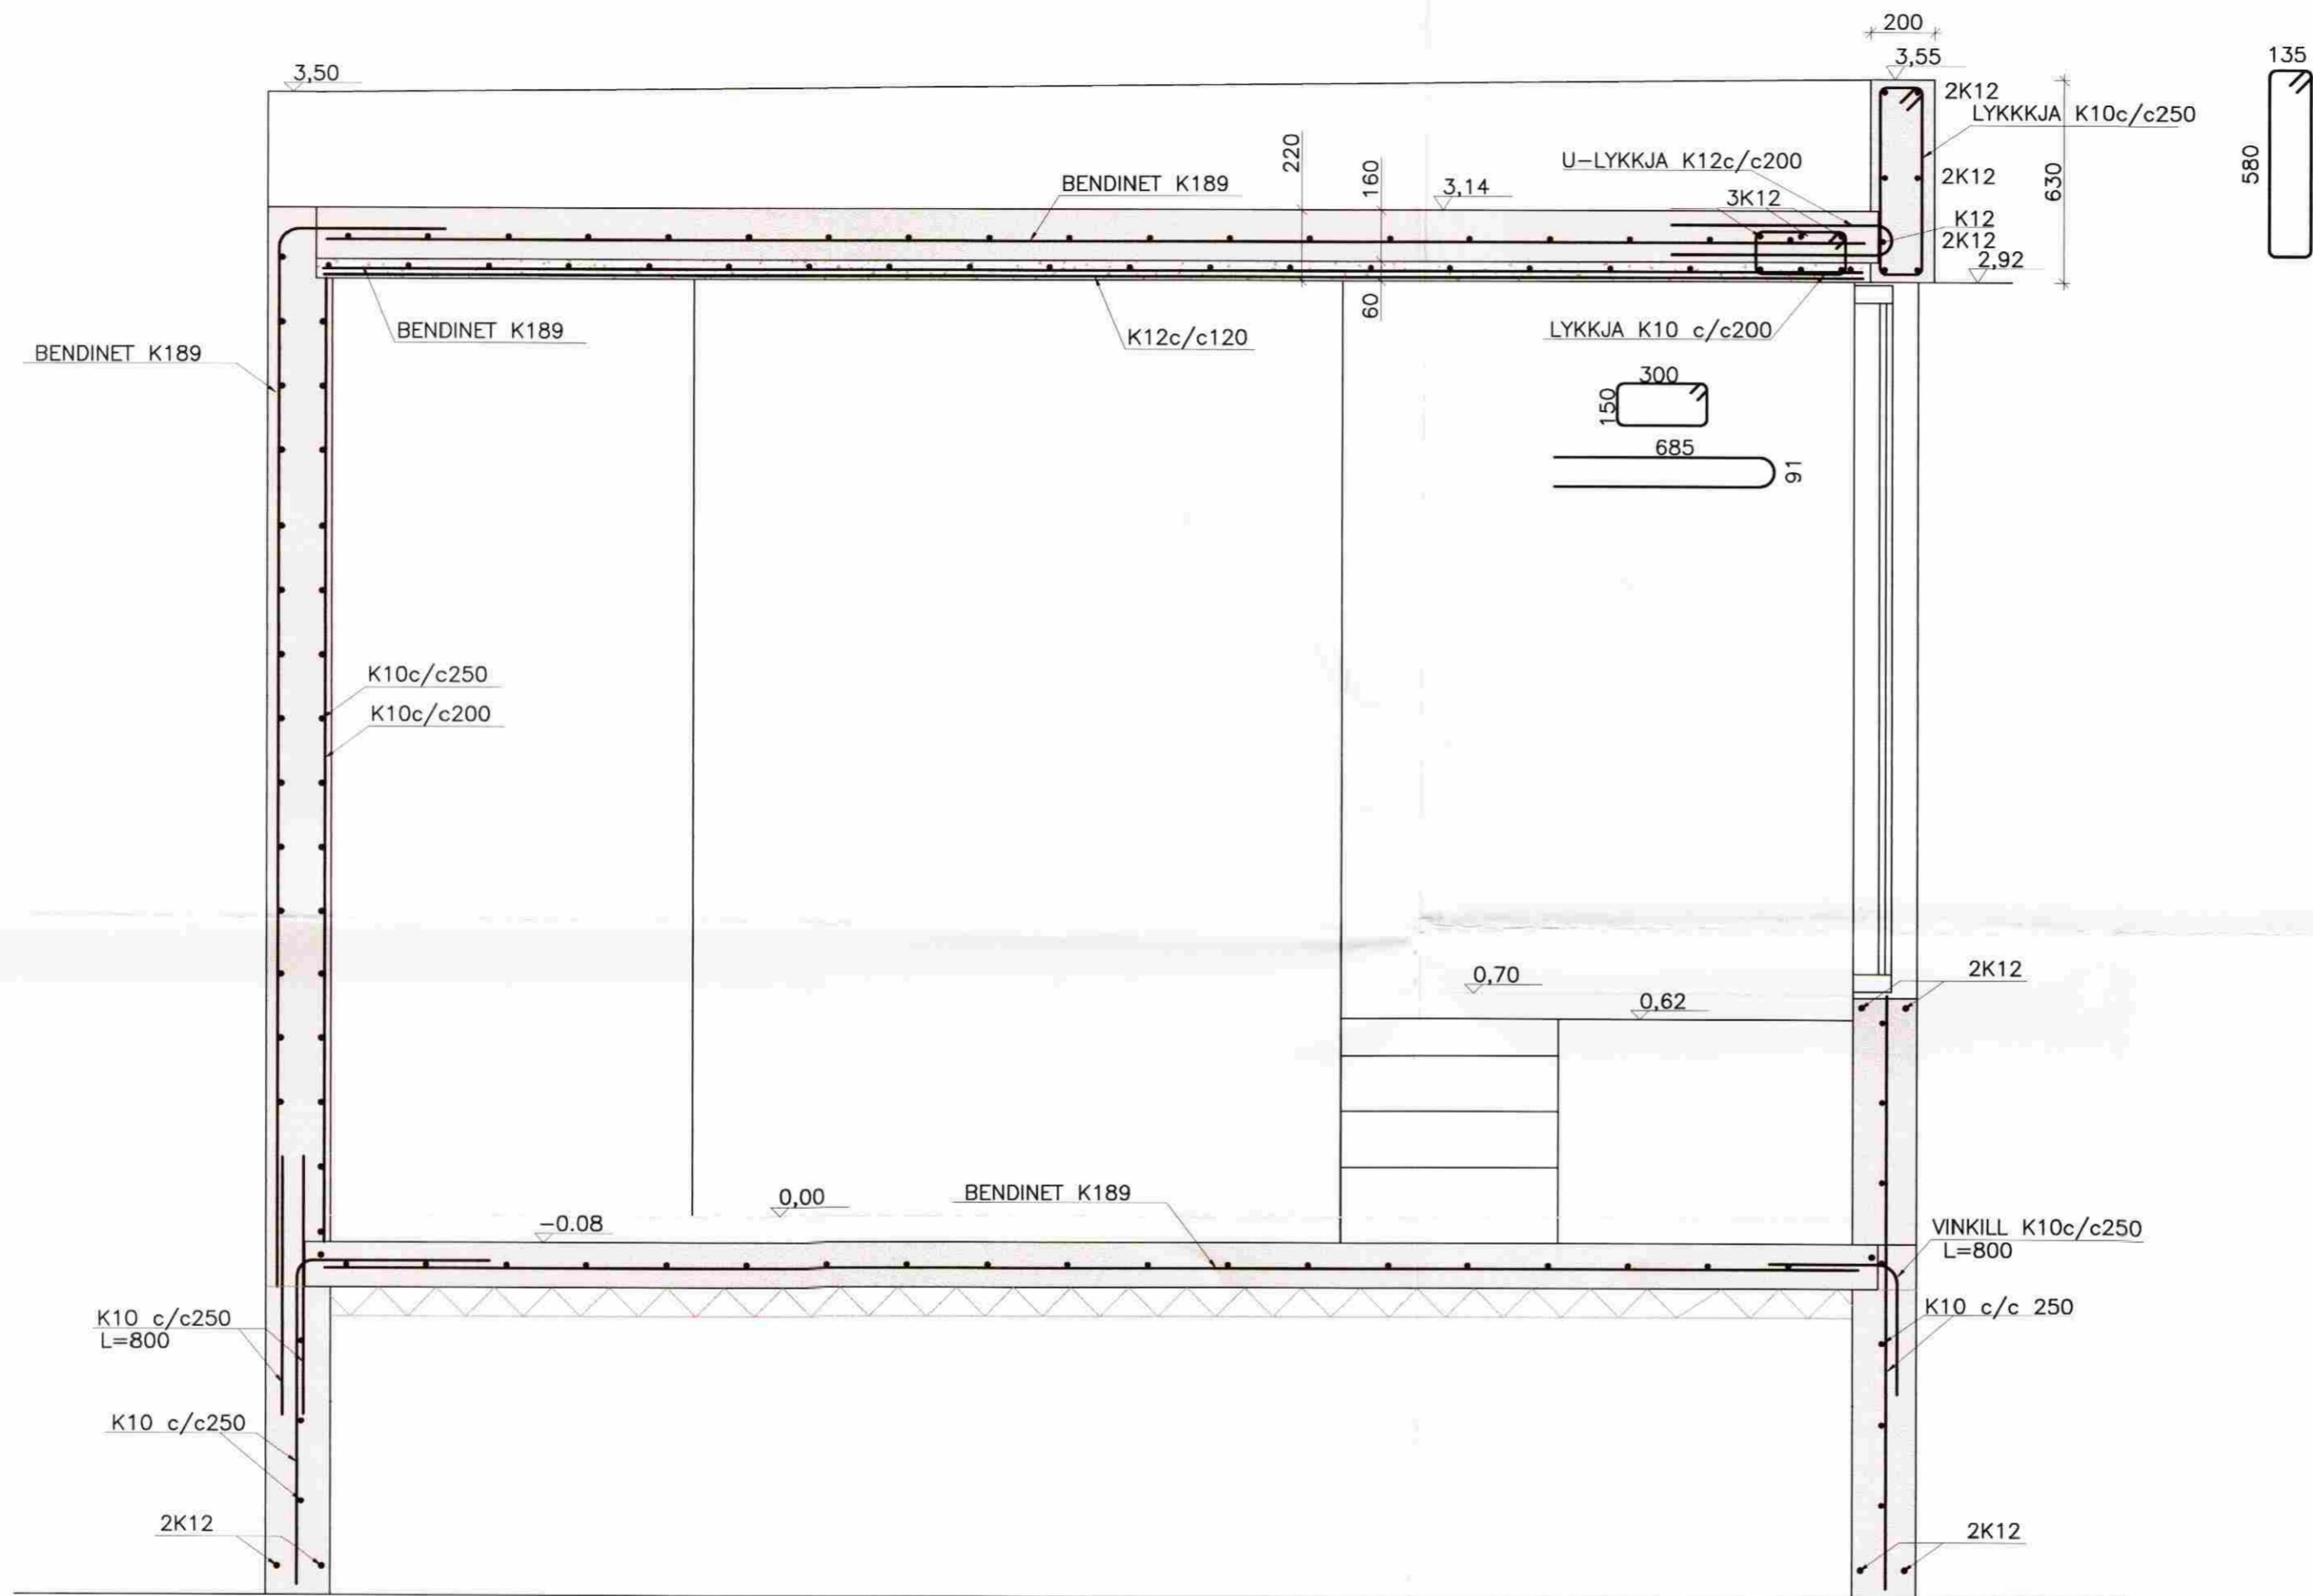 200
3,55
135
3,50
2K12
LYKKKJA K10c/c250
580
630
220
160
U-LYKKJA K12c/c200
BENDINET K189
3,14
2K12
3K12
K12
2K12
2,92
60
BENDINET K189
K12c/c120
LYKKJA K10 c/c200
BENDINET K189
300
150
685
91
K10c/c250
K10c/c200
0,70
2K12
0,62
BENDINET K189
0,00
-0.08
VINKILL K10c/c250
L=800
K10 c/c250
L=800
K10 c/c 250
K10 c/c250
2K12
2K12